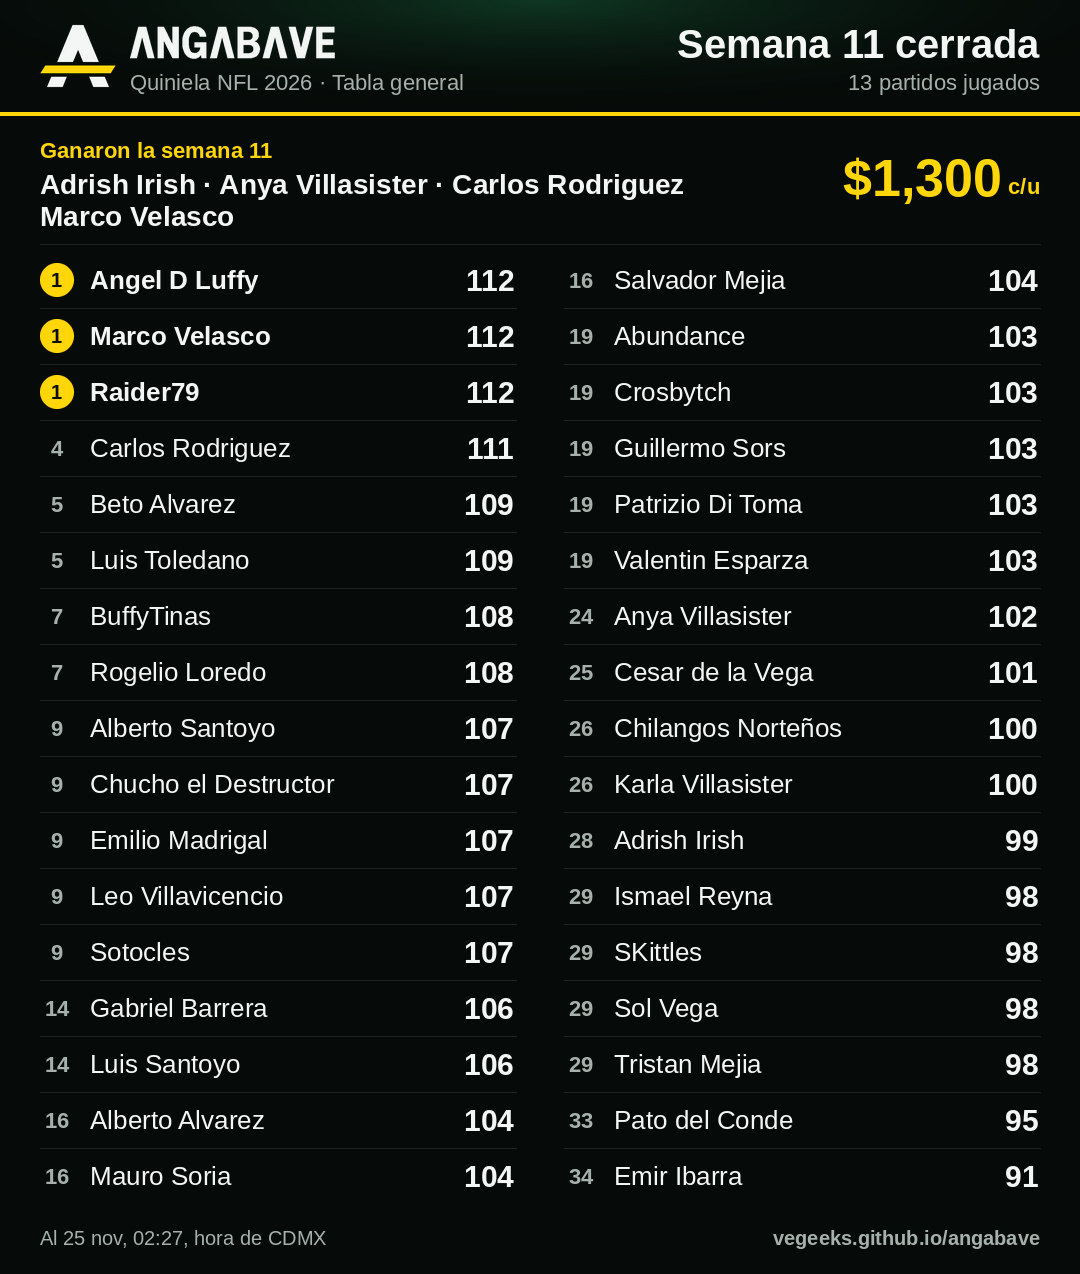 ANGABAVE
Quiniela NFL 2026 · Tabla general
Semana 11 cerrada
13 partidos jugados
Ganaron la semana 11
Adrish Irish · Anya Villasister · Carlos Rodriguez
Marco Velasco
$1,300 c/u
1 Angel D Luffy 112
1 Marco Velasco 112
1 Raider79 112
4 Carlos Rodriguez 111
5 Beto Alvarez 109
5 Luis Toledano 109
7 BuffyTinas 108
7 Rogelio Loredo 108
9 Alberto Santoyo 107
9 Chucho el Destructor 107
9 Emilio Madrigal 107
9 Leo Villavicencio 107
9 Sotocles 107
14 Gabriel Barrera 106
14 Luis Santoyo 106
16 Alberto Alvarez 104
16 Mauro Soria 104
16 Salvador Mejia 104
19 Abundance 103
19 Crosbytch 103
19 Guillermo Sors 103
19 Patrizio Di Toma 103
19 Valentin Esparza 103
24 Anya Villasister 102
25 Cesar de la Vega 101
26 Chilangos Norteños 100
26 Karla Villasister 100
28 Adrish Irish 99
29 Ismael Reyna 98
29 SKittles 98
29 Sol Vega 98
29 Tristan Mejia 98
33 Pato del Conde 95
34 Emir Ibarra 91
Al 25 nov, 02:27, hora de CDMX
vegeeks.github.io/angabave